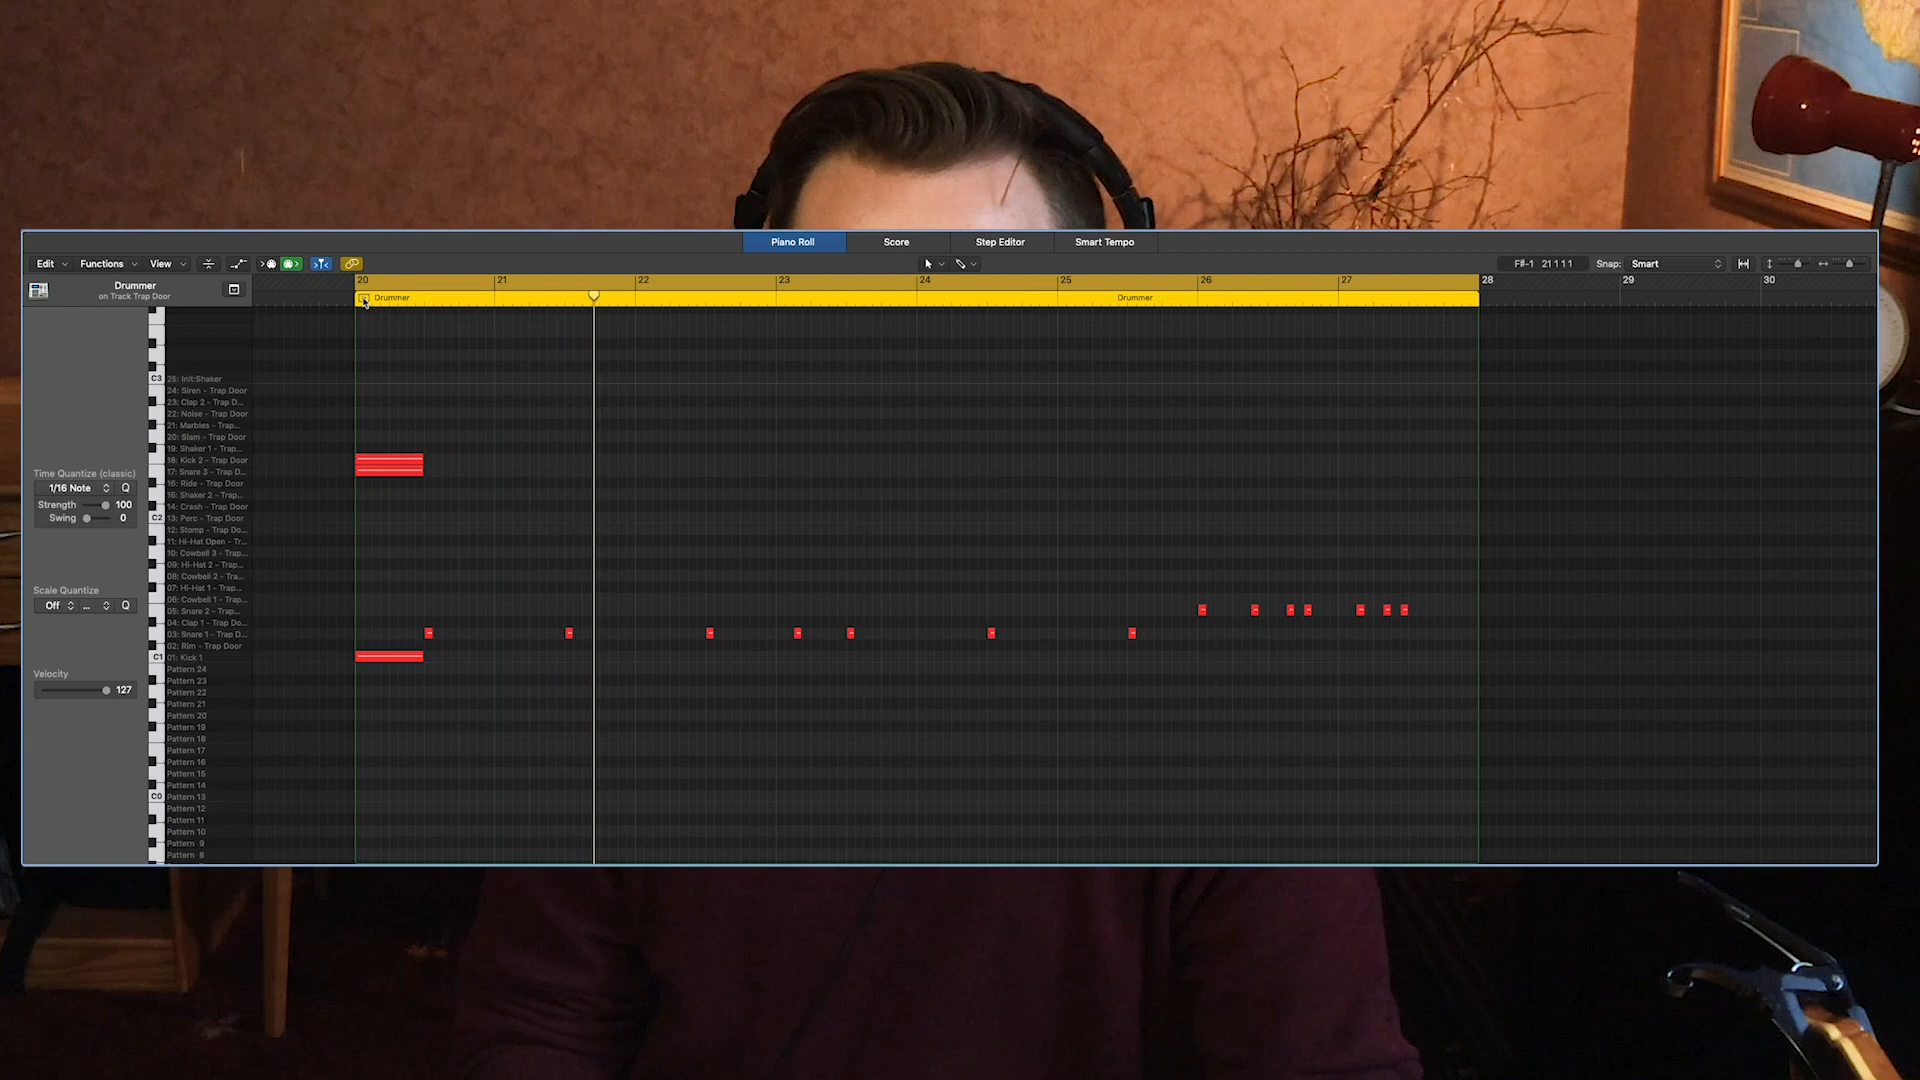 Piano Roll Score Step Editor Smart Tempo
Edit Functions View F#-1 21 1 1 1 Snap: Smart
Drummer
on Track Trap Door
20 21 22 23 24 25 26 27 28 29 30
Drummer Drummer
C3 25: Init:Shaker
24: Siren - Trap Door
23: Clap 2 - Trap D...
22: Noise - Trap Door
21: Marbles - Trap...
20: Slam - Trap Door
19: Shaker 1 - Trap...
18: Kick 2 - Trap Door
17: Snare 3 - Trap D...
16: Ride - Trap Door
15: Shaker 2 - Trap...
14: Crash - Trap Door
C2 13: Perc - Trap Door
12: Stomp - Trap Do...
11: Hi-Hat Open - Tr...
10: Cowbell 3 - Trap...
09: Hi-Hat 2 - Trap...
08: Cowbell 2 - Tra...
07: Hi-Hat 1 - Trap...
06: Cowbell 1 - Trap...
05: Snare 2 - Trap...
04: Clap 1 - Trap Do...
03: Snare 1 - Trap D...
02: Rim - Trap Door
C1 01: Kick 1
Pattern 24
Pattern 23
Pattern 22
Pattern 21
Pattern 20
Pattern 19
Pattern 18
Pattern 17
Pattern 16
Pattern 15
Pattern 14
C0 Pattern 13
Pattern 12
Pattern 11
Pattern 10
Pattern 9
Pattern 8
Time Quantize (classic)
1/16 Note Q
Strength 100
Swing 0
Scale Quantize
Off ... Q
Velocity
127